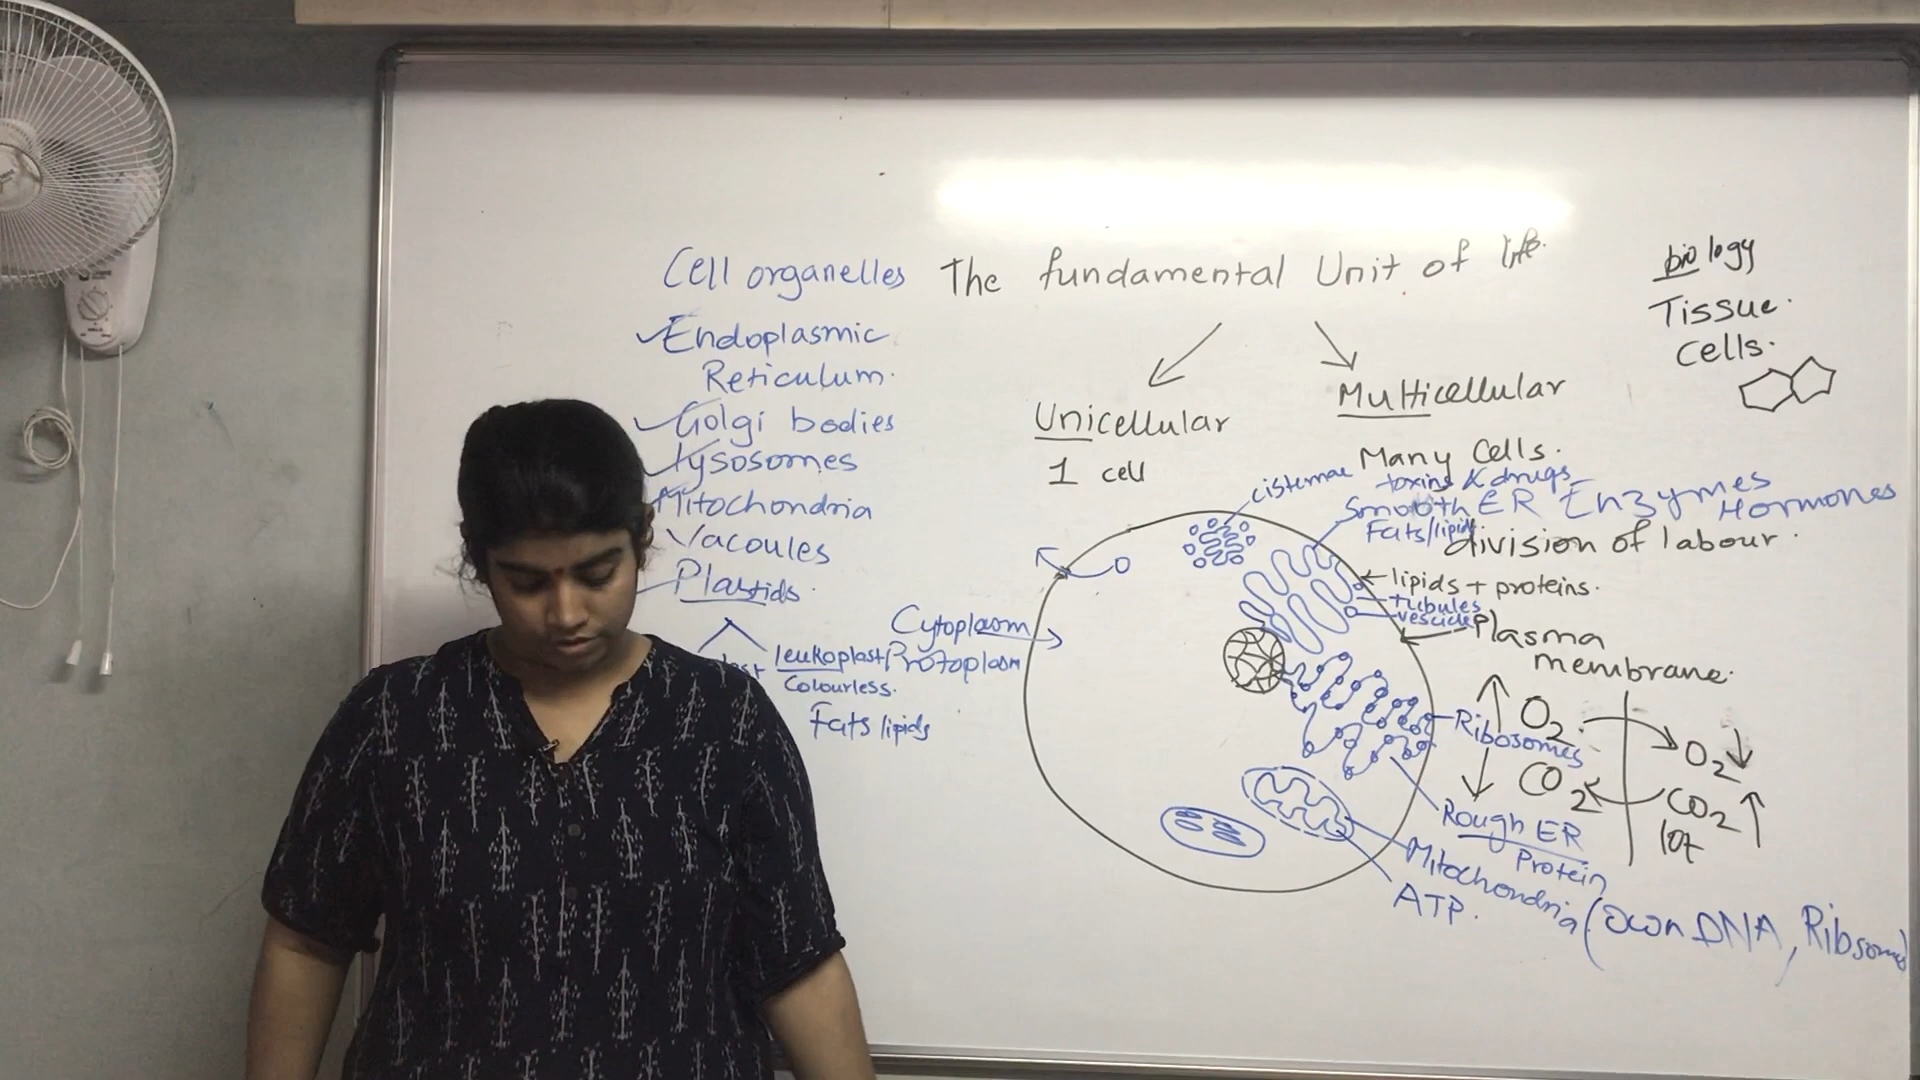 Cell organelles
Endoplasmic
Reticulum.
Golgi bodies
Lysosomes
Mitochondria
Vacoules
Plastids.
leukoplast
Colourless.
Fats lipids
The fundamental Unit of life.
Unicellular
1 cell
Multicellular
Many Cells.
cisternae
toxins & drugs
Smooth ER Enzymes
Hormones
Fats/lipids
division of labour.
lipids + proteins.
tubules
vescicles
Plasma
membrane.
Cytoplasm
Protoplasm
Ribosomes
Rough ER
Protein
Mitochondria (Own DNA, Ribsomes)
ATP.
O2
CO2
O2
CO2
biology
Tissue.
Cells.